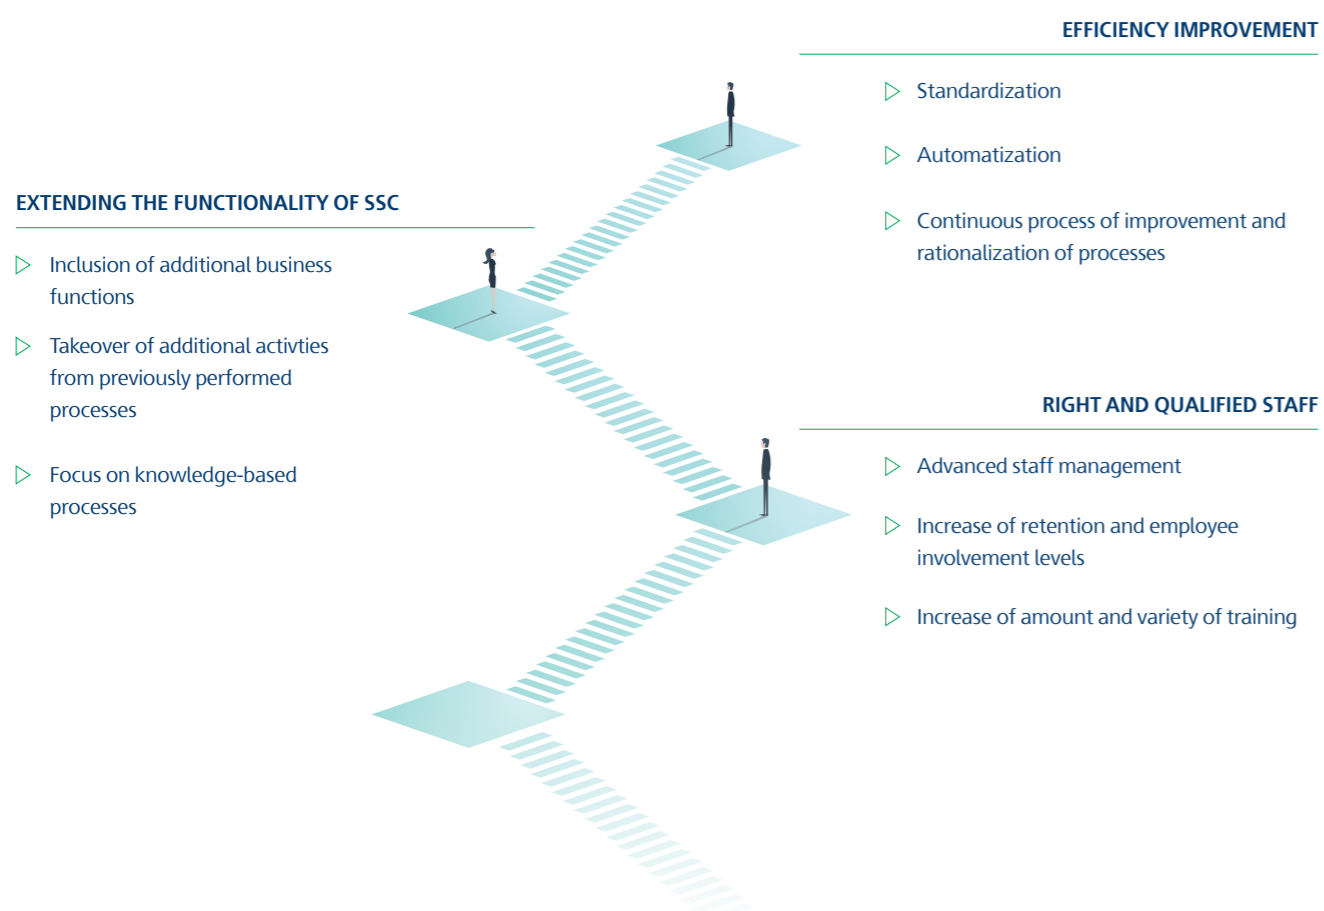 EFFICIENCY IMPROVEMENT
Standardization
Automatization
Continuous process of improvement and
rationalization of processes
EXTENDING THE FUNCTIONALITY OF SSC
Inclusion of additional business
functions
Takeover of additional activties
from previously performed
processes
Focus on knowledge-based
processes
RIGHT AND QUALIFIED STAFF
Advanced staff management
Increase of retention and employee
involvement levels
Increase of amount and variety of training